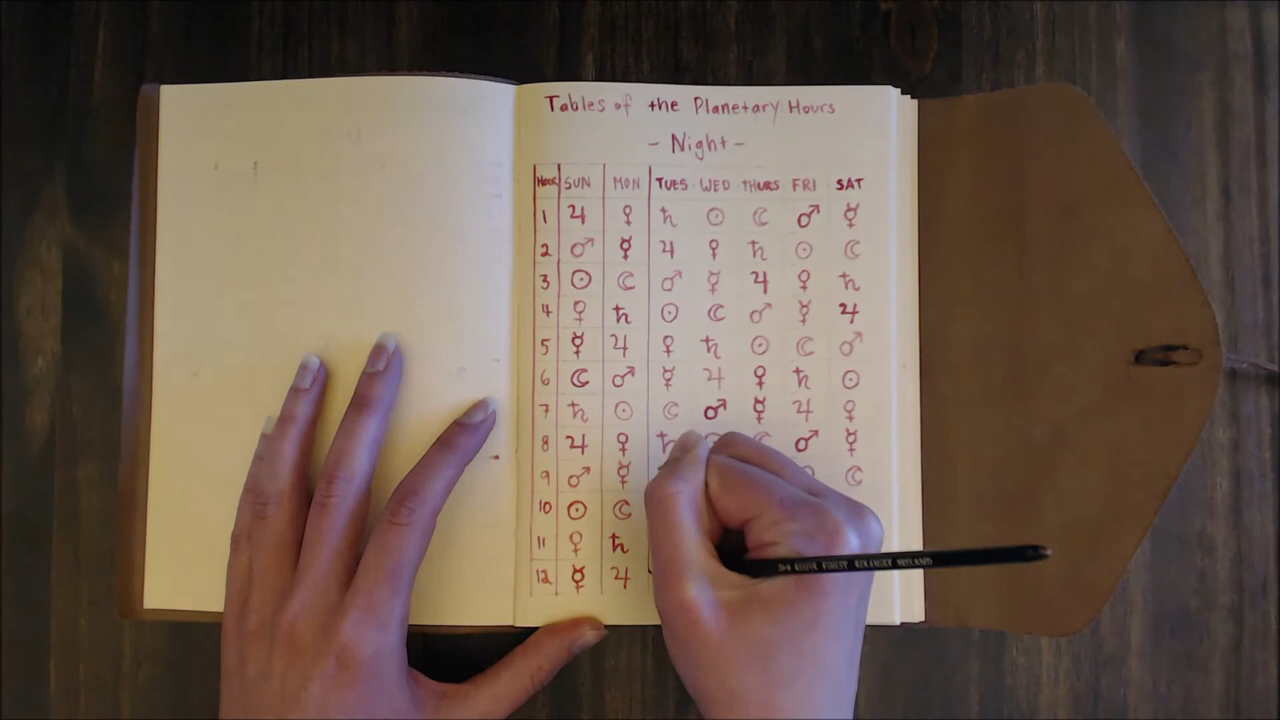 Tables of the Planetary Hours
- Night -
Hour SUN MON TUES WED THURS FRI SAT
1 ♃ ♀ ♄ ☉ ☾ ♂ ☿
2 ♂ ☿ ♃ ♀ ♄ ☉ ☾
3 ☉ ☾ ♂ ☿ ♃ ♀ ♄
4 ♀ ♄ ☉ ☾ ♂ ☿ ♃
5 ☿ ♃ ♀ ♄ ☉ ☾ ♂
6 ☾ ♂ ☿ ♃ ♀ ♄ ☉
7 ♄ ☉ ☾ ♂ ☿ ♃ ♀
8 ♃ ♀ ♄ ☾ ♂ ☿
9 ♂ ☿ ☾
10 ☉ ☾
11 ♀ ♄
12 ☿ ♃